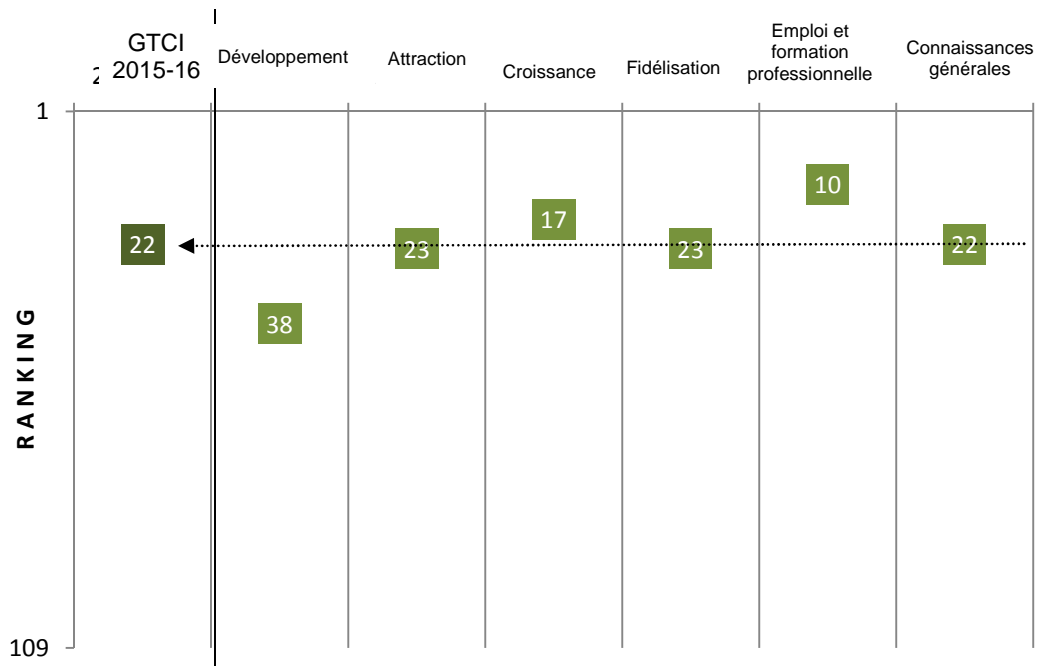 GTCI
2015-16
Développement
Attraction
Croissance
Fidélisation
Emploi et
formation
professionnelle
Connaissances
générales
1
10
17
22
23
23
22
38
RANKING
109